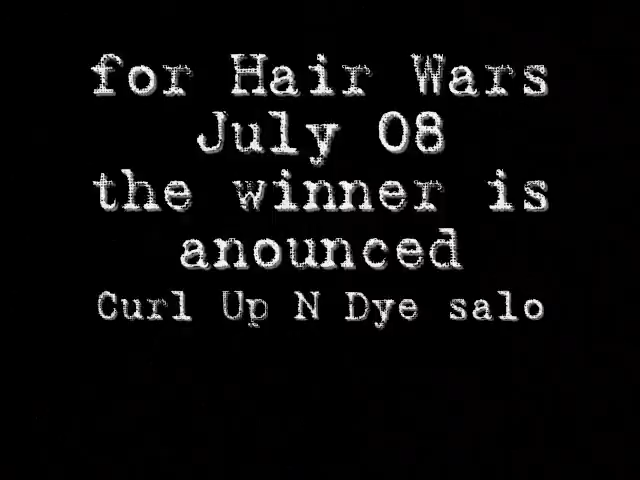 for Hair Wars
July 08
the winner is
anounced
Curl Up N Dye salo